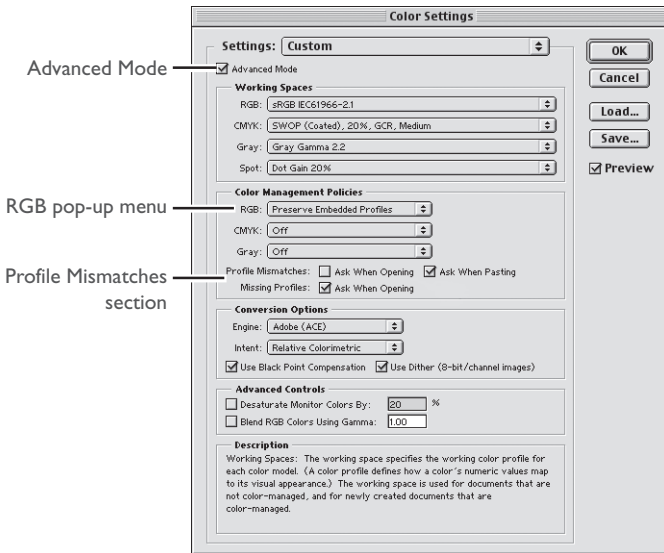 Color Settings
Settings: Custom
OK
Advanced Mode
Advanced Mode
Cancel
Working Spaces
RGB: sRGB IEC61966-2.1
Load...
CMYK: SWOP (Coated), 20%, GCR, Medium
Save...
Gray: Gray Gamma 2.2
Spot: Dot Gain 20%
Preview
Color Management Policies
RGB pop-up menu
RGB: Preserve Embedded Profiles
CMYK: Off
Gray: Off
Profile Mismatches
section
Profile Mismatches: Ask When Opening Ask When Pasting
Missing Profiles: Ask When Opening
Conversion Options
Engine: Adobe (ACE)
Intent: Relative Colorimetric
Use Black Point Compensation Use Dither (8-bit/channel images)
Advanced Controls
Desaturate Monitor Colors By: 20 %
Blend RGB Colors Using Gamma: 1.00
Description
Working Spaces: The working space specifies the working color profile for
each color model. (A color profile defines how a color's numeric values map
to its visual appearance.) The working space is used for documents that are
not color-managed, and for newly created documents that are
color-managed.